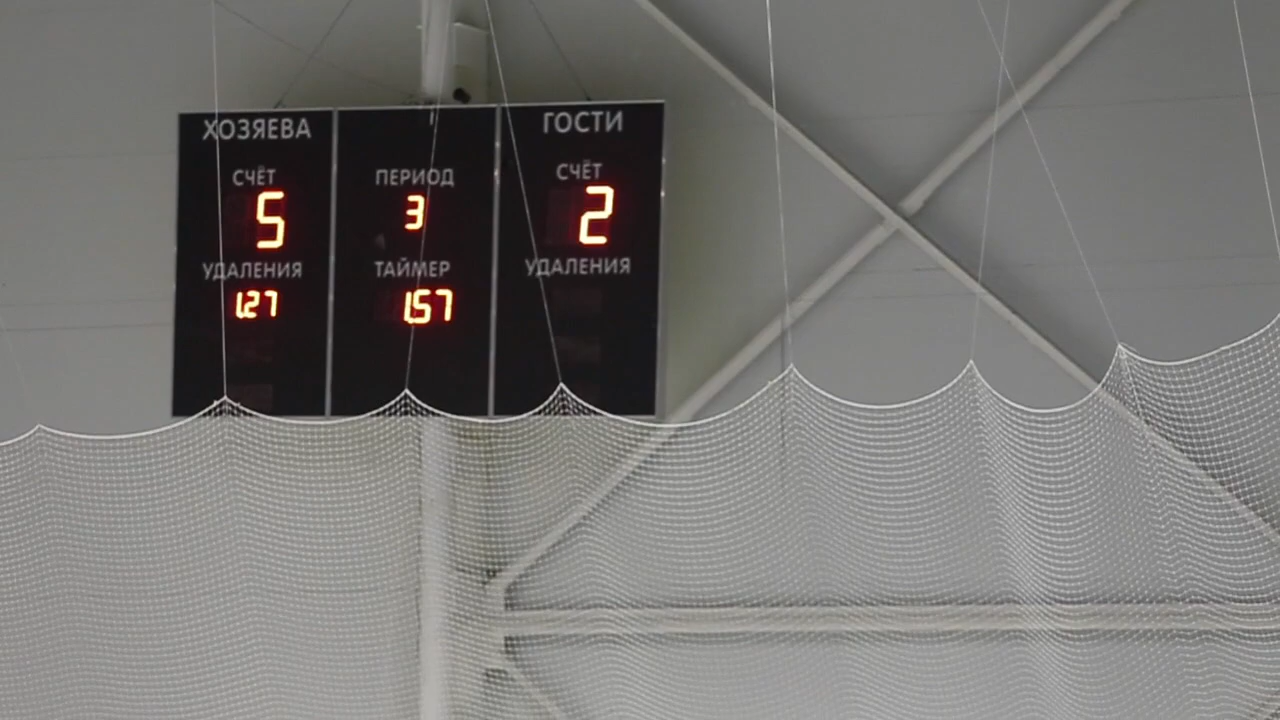 ХОЗЯЕВА
СЧЁТ
5
УДАЛЕНИЯ
1:27
ПЕРИОД
3
ТАЙМЕР
1:57
ГОСТИ
СЧЁТ
2
УДАЛЕНИЯ